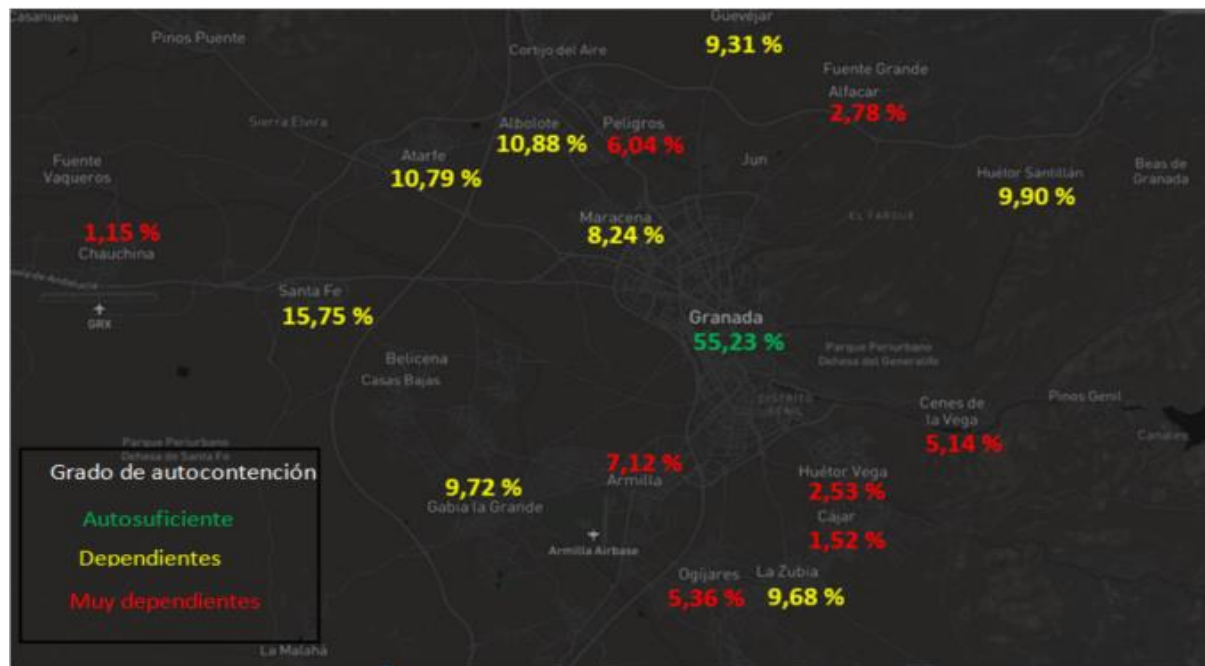 Casanueva
Güevéjar
Pinos Puente
9,31 %
Cortijo del Aire
Fuente Grande
Alfacar
2,78 %
Sierra Elvira
Albolote
Peligros
10,88 %
6,04 %
Atarfe
Jun
10,79 %
Fuente
Vaqueros
Huétor Santillán
Beas de
Granada
9,90 %
Maracena
EL FARGUE
8,24 %
1,15 %
Chauchina
GRX
Santa Fe
15,75 %
Granada
55,23 %
Parque Periurbano
Dehesa del Generalife
Belicena
Casas Bajas
DISTRITO
GENIL
Cenes de
la Vega
Pinos Genil
5,14 %
Canales
Parque Periurbano
Dehesa de Santa Fe
Grado de autocontención
Autosuficiente
Dependientes
Muy dependientes
7,12 %
Armilla
Huétor Vega
2,53 %
9,72 %
Gabia la Grande
Cájar
1,52 %
Armilla Airbase
Ogíjares
La Zubia
5,36 %
9,68 %
La Malahá